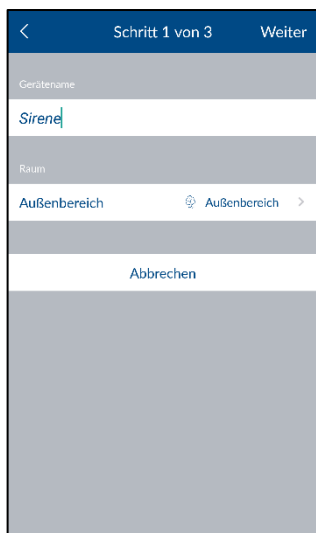 Schritt 1 von 3 Weiter
Gerätename
Sirene
Raum
Außenbereich Außenbereich
Abbrechen